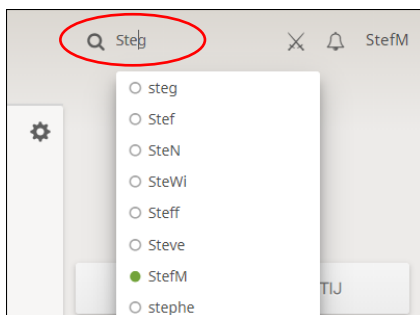 Steg StefM
steg
Stef
SteN
SteWi
Steff
Steve
StefM
TIJ
stephe